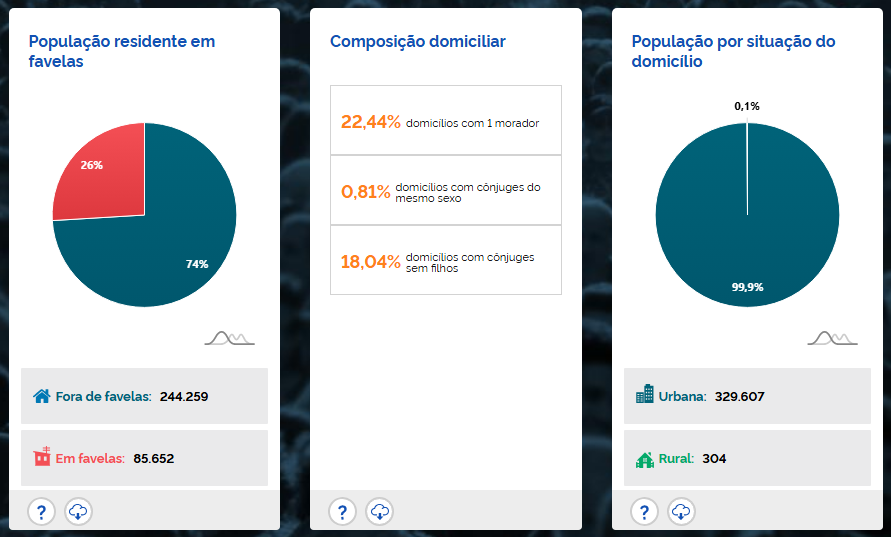 População residente em
favelas
26%
74%
Fora de favelas: 244.259
Em favelas: 85.652
?
Composição domiciliar
22,44% domicílios com 1 morador
0,81% domicílios com cônjuges do
mesmo sexo
18,04% domicílios com cônjuges
sem filhos
?
População por situação do
domicílio
0,1%
99,9%
Urbana: 329.607
Rural: 304
?